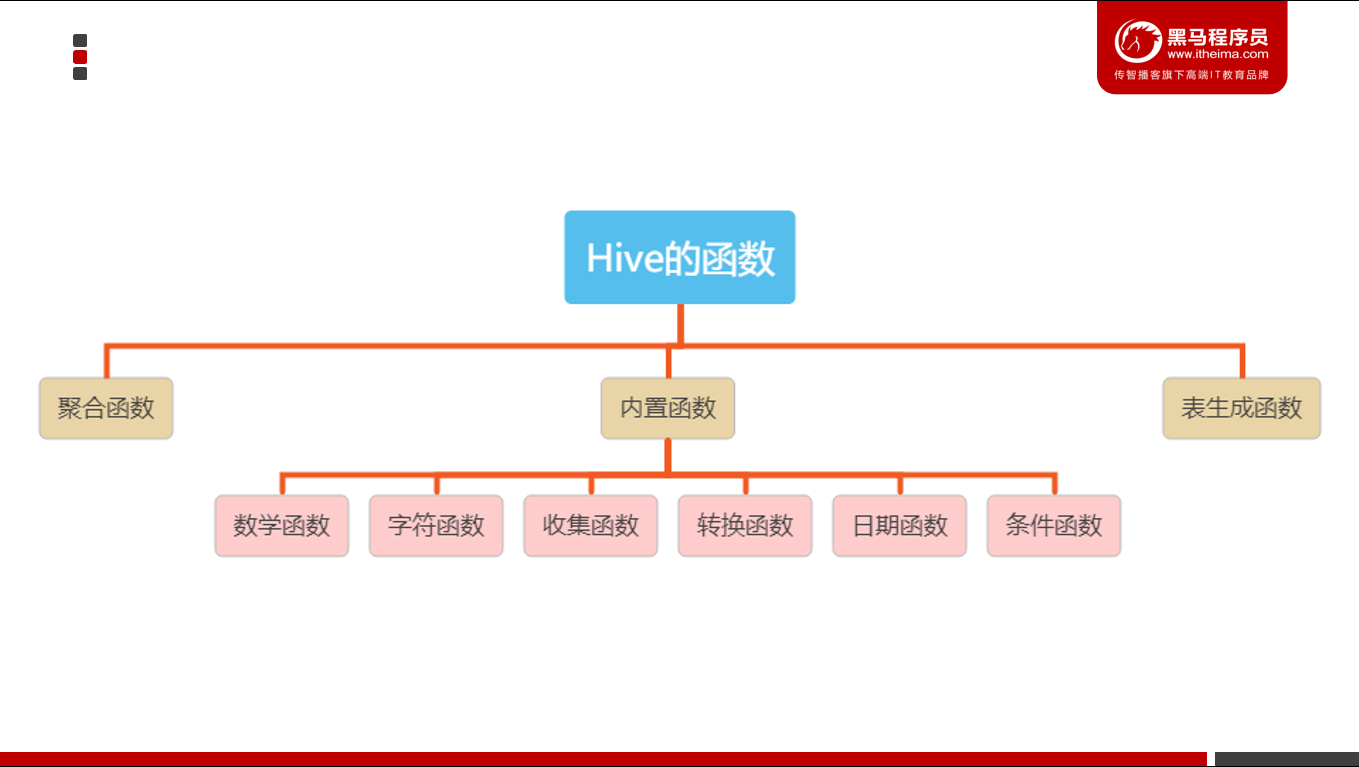 黑马程序员
www.itheima.com
传智播客旗下高端IT教育品牌
Hive的函数
聚合函数
内置函数
表生成函数
数学函数
字符函数
收集函数
转换函数
日期函数
条件函数